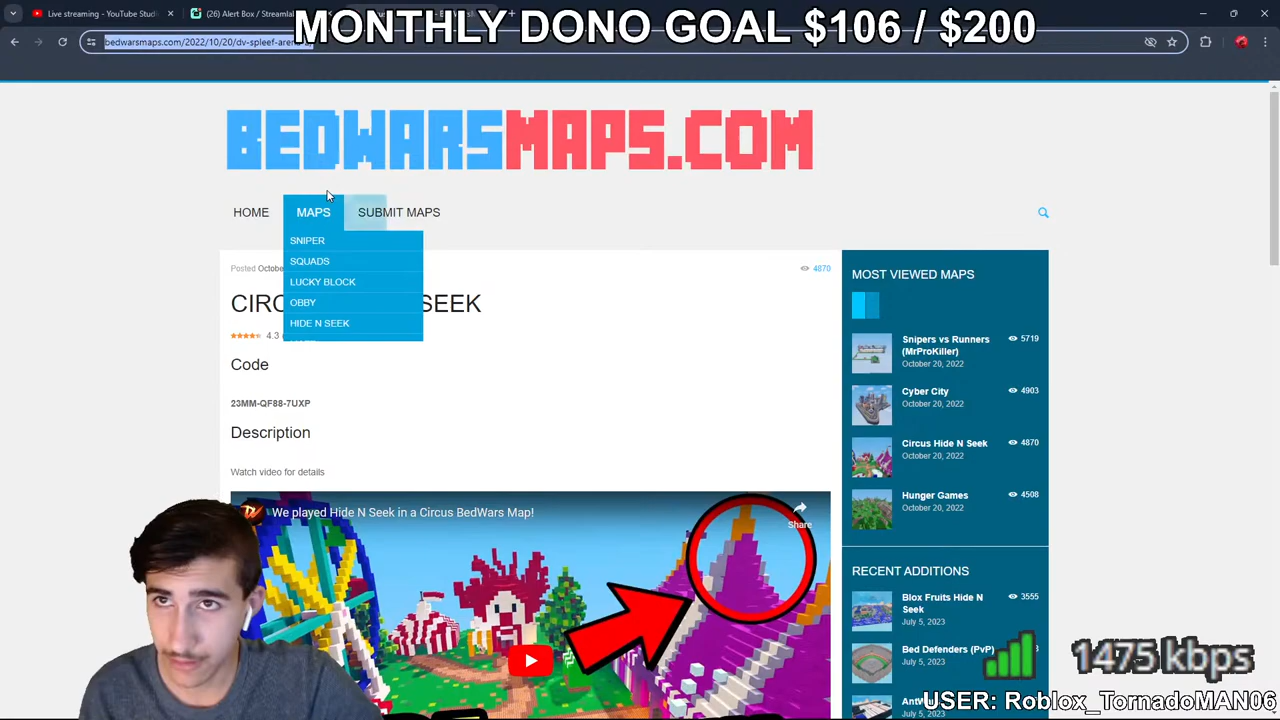 Live streaming - YouTube Studi
(26) Alert Box / Streamlab
MONTHLY DONO GOAL $106 / $200
bedwarsmaps.com/2022/10/20/dv-spleef-aren
BEDWARSMAPS.COM
HOME
MAPS
SUBMIT MAPS
SNIPER
SQUADS
LUCKY BLOCK
OBBY
HIDE N SEEK
Posted Octobe
4870
CIRC
SEEK
4.3
Code
23MM-QF88-7UXP
Description
Watch video for details
We played Hide N Seek in a Circus BedWars Map!
Share
MOST VIEWED MAPS
Snipers vs Runners
(MrProKiller)
5719
October 20, 2022
Cyber City
4903
October 20, 2022
Circus Hide N Seek
4870
October 20, 2022
Hunger Games
4508
October 20, 2022
RECENT ADDITIONS
Blox Fruits Hide N
Seek
3555
July 5, 2023
Bed Defenders (PvP)
July 5, 2023
AntW
1475 kbps
USER: Roblox_TornadoMAN06